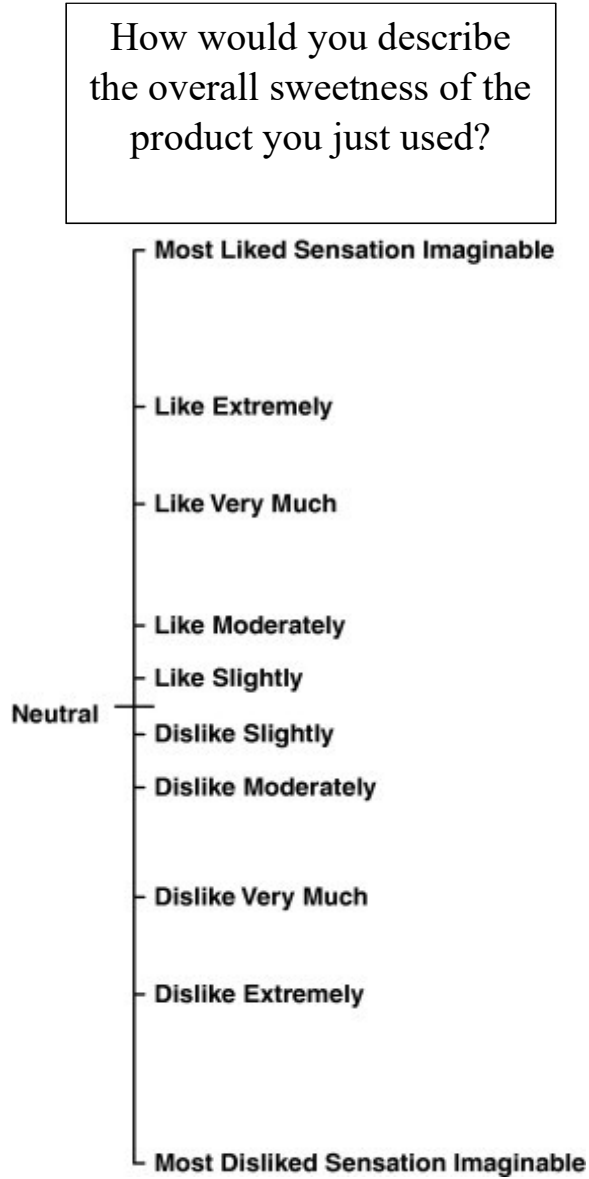 How would you describe
the overall sweetness of the
product you just used?
Most Liked Sensation Imaginable
Like Extremely
Like Very Much
Like Moderately
Like Slightly
Neutral
Dislike Slightly
Dislike Moderately
Dislike Very Much
Dislike Extremely
Most Disliked Sensation Imaginable